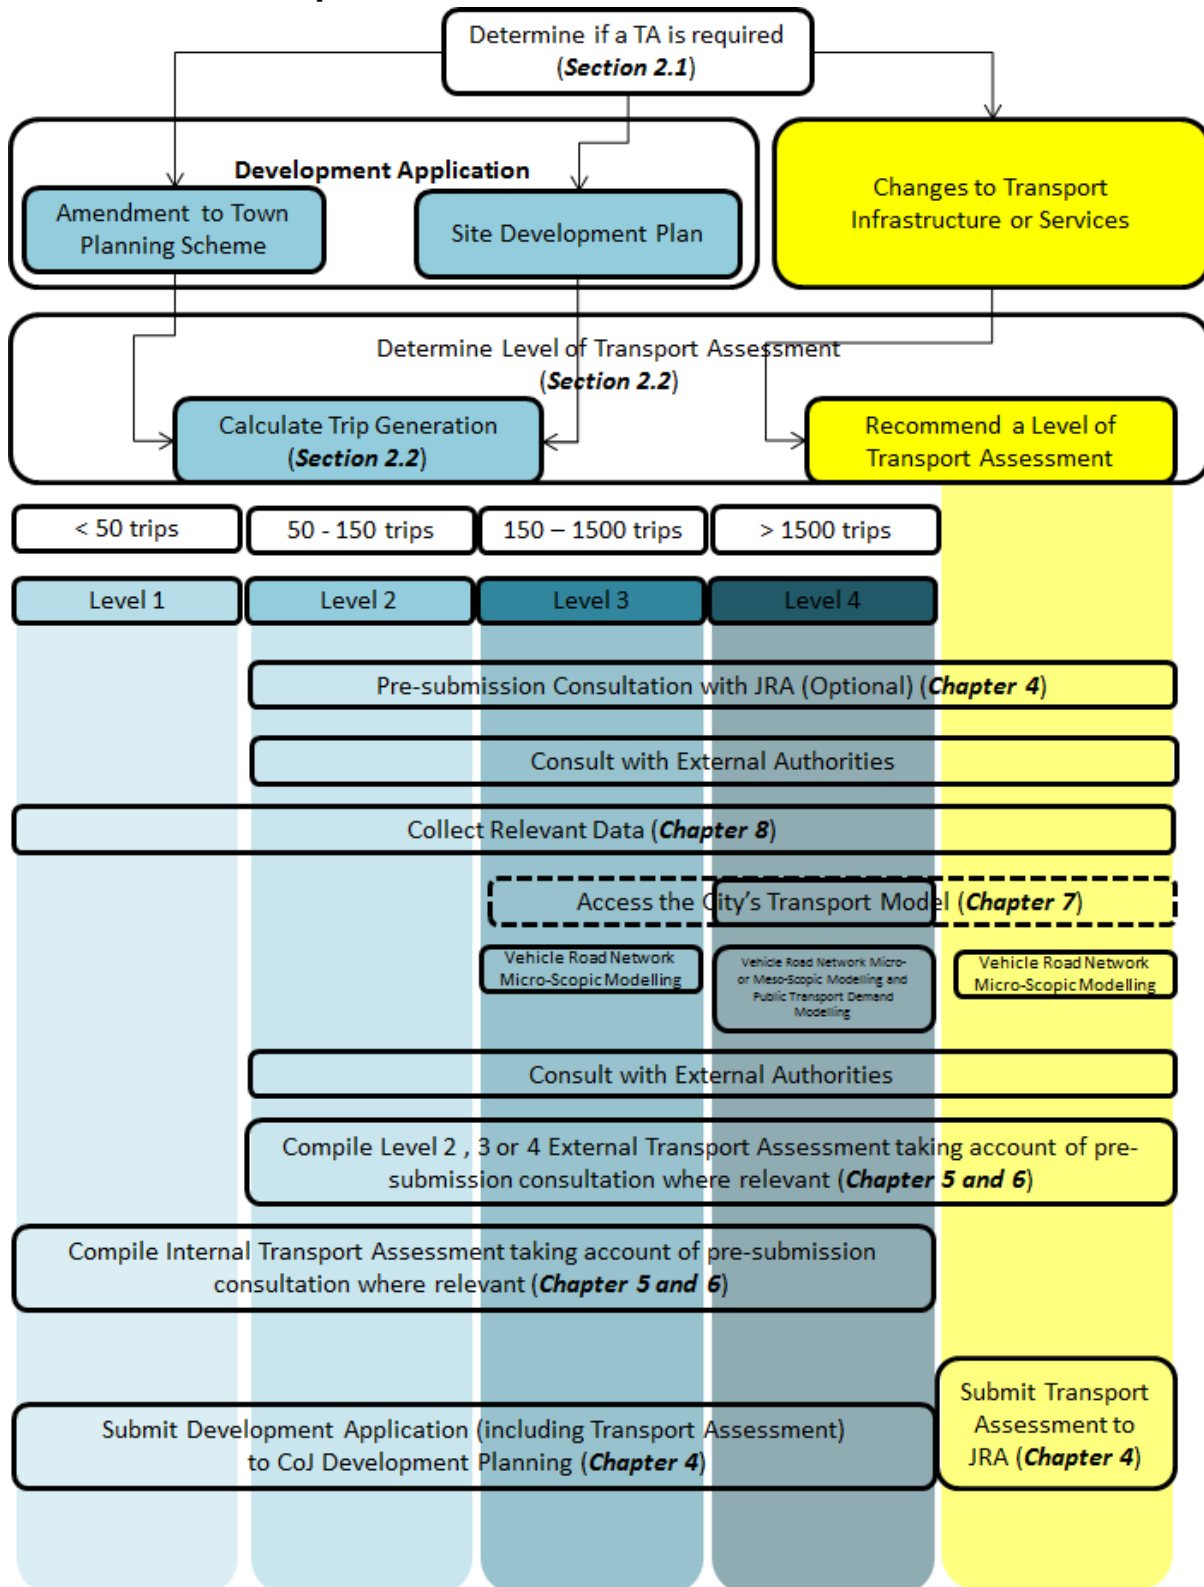 Determine if a TA is required
(Section 2.1)
Development Application
Amendment to Town
Planning Scheme
Site Development Plan
Changes to Transport
Infrastructure or Services
Determine Level of Transport Assessment
(Section 2.2)
Calculate Trip Generation
(Section 2.2)
Recommend a Level of
Transport Assessment
< 50 trips
50 - 150 trips
150 – 1500 trips
> 1500 trips
Level 1
Level 2
Level 3
Level 4
Pre-submission Consultation with JRA (Optional) (Chapter 4)
Consult with External Authorities
Collect Relevant Data (Chapter 8)
Access the City's Transport Model (Chapter 7)
Vehicle Road Network
Micro-Scopic Modelling
Vehicle Road Network Micro-
or Meso-Scopic Modelling and
Public Transport Demand
Modelling
Vehicle Road Network
Micro-Scopic Modelling
Consult with External Authorities
Compile Level 2 , 3 or 4 External Transport Assessment taking account of pre-
submission consultation where relevant (Chapter 5 and 6)
Compile Internal Transport Assessment taking account of pre-submission
consultation where relevant (Chapter 5 and 6)
Submit Development Application (including Transport Assessment)
to CoJ Development Planning (Chapter 4)
Submit Transport
Assessment to
JRA (Chapter 4)